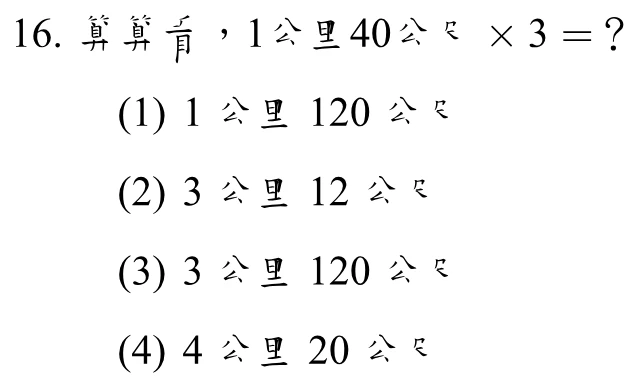 16. 算算看，1公里40公尺 × 3 = ?
(1) 1 公里 120 公尺
(2) 3 公里 12 公尺
(3) 3 公里 120 公尺
(4) 4 公里 20 公尺